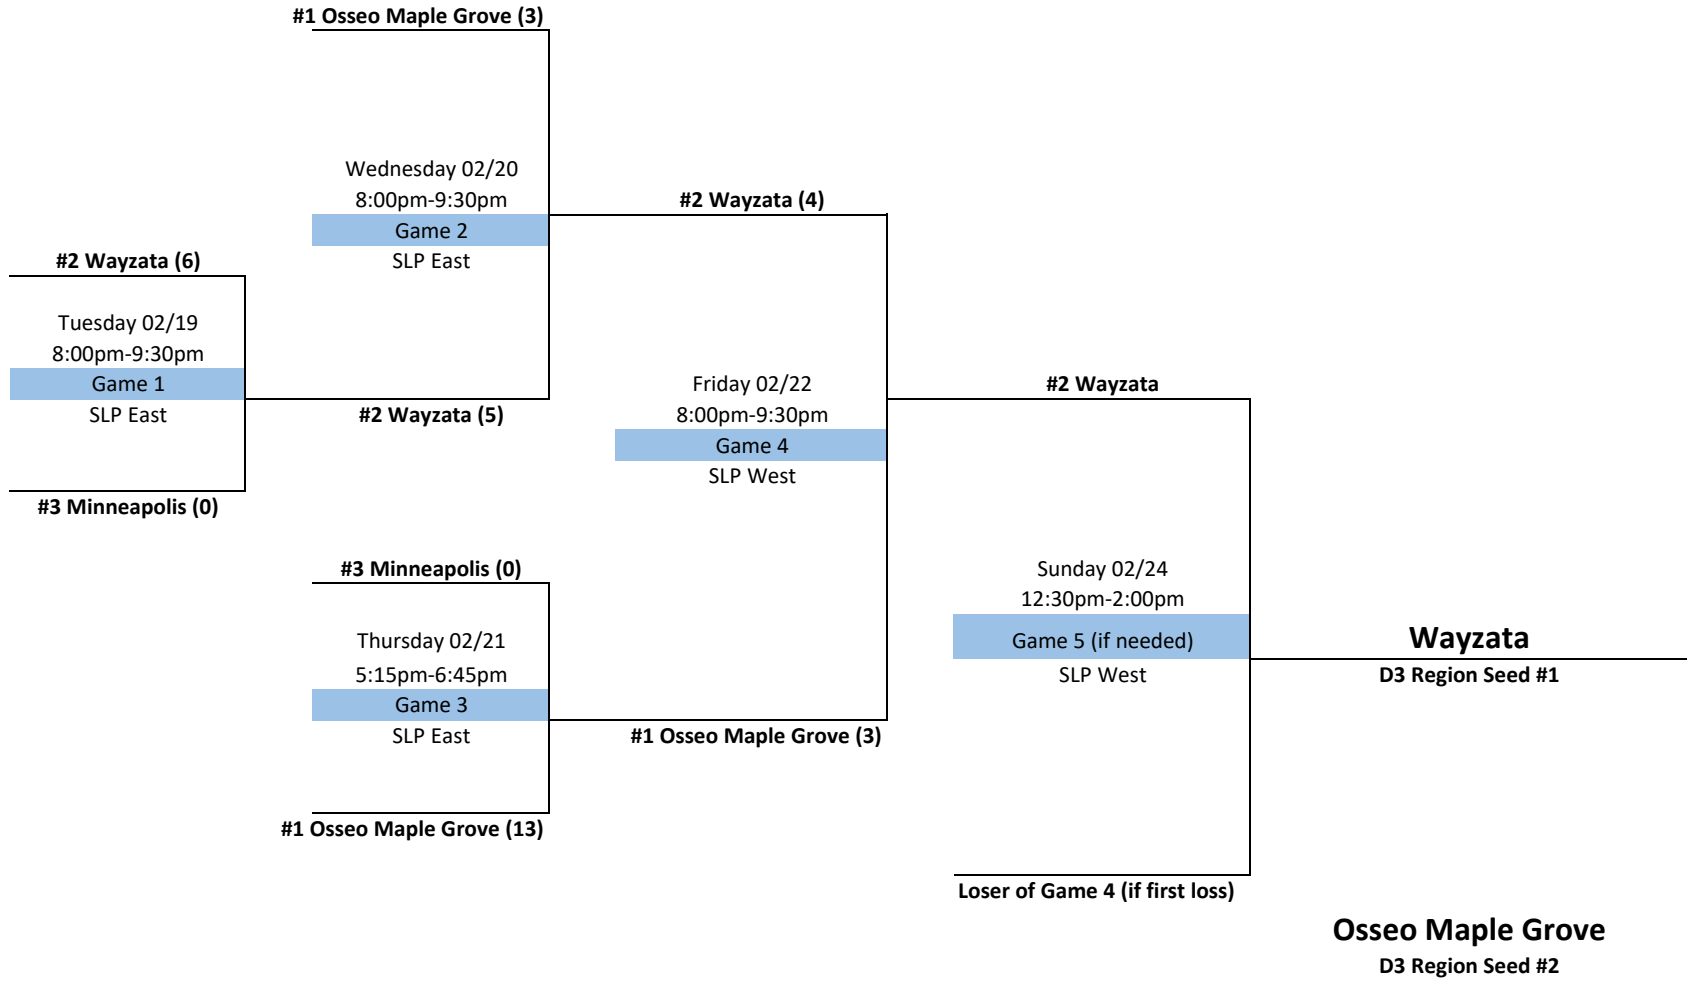 #1 Osseo Maple Grove (3)
Wednesday 02/20
8:00pm-9:30pm
Game 2
SLP East
#2 Wayzata (4)
#2 Wayzata (6)
Tuesday 02/19
8:00pm-9:30pm
Game 1
SLP East
#2 Wayzata (5)
#3 Minneapolis (0)
Friday 02/22
8:00pm-9:30pm
Game 4
SLP West
#2 Wayzata
#3 Minneapolis (0)
Thursday 02/21
5:15pm-6:45pm
Game 3
SLP East
#1 Osseo Maple Grove (3)
#1 Osseo Maple Grove (13)
Sunday 02/24
12:30pm-2:00pm
Game 5 (if needed)
SLP West
Wayzata
D3 Region Seed #1
Loser of Game 4 (if first loss)
Osseo Maple Grove
D3 Region Seed #2